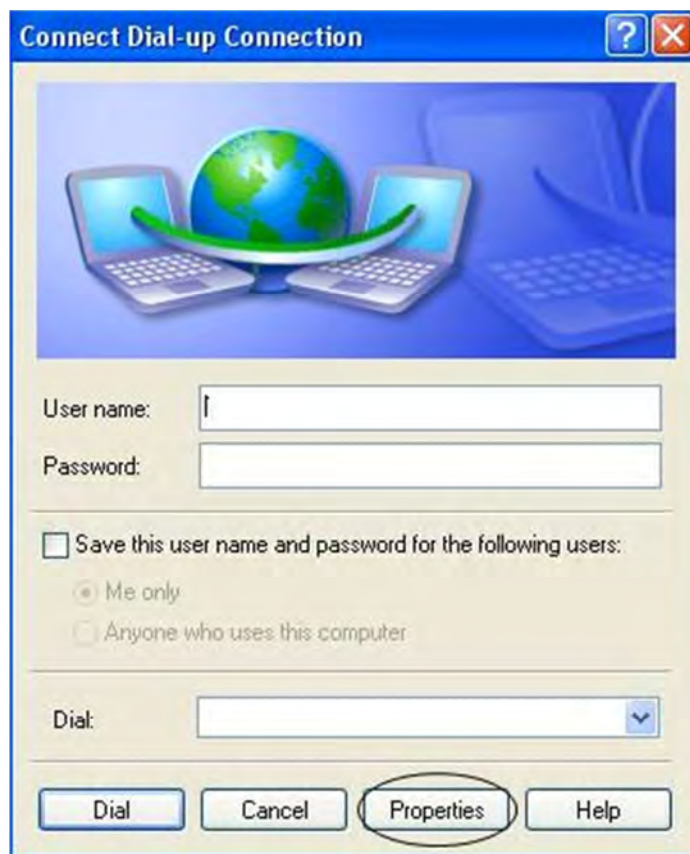 Connect Dial-up Connection
User name:
Password:
Save this user name and password for the following users:
Me only
Anyone who uses this computer
Dial:
Dial Cancel Properties Help